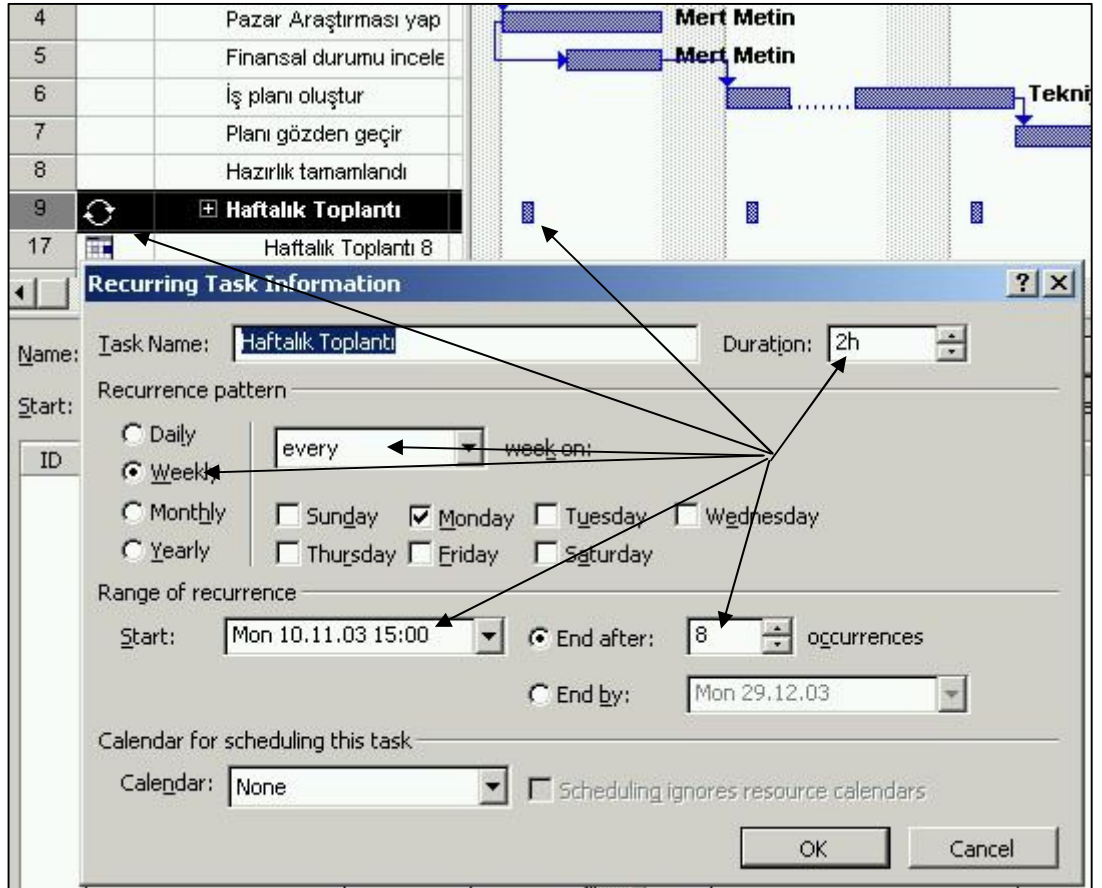 4 Pazar Araştırması yap Mert Metin
5 Finansal durumu incele Mert Metin
6 İş planı oluştur Tekni
7 Planı gözden geçir
8 Hazırlık tamamlandı
9 Haftalık Toplantı
17 Haftalık Toplantı 8
Recurring Task Information
Name:
Task Name: Haftalık Toplantı Duration: 2h
Start:
Recurrence pattern
ID
Daily every week on:
Weekly
Monthly Sunday Monday Tuesday Wednesday
Yearly Thursday Friday Saturday
Range of recurrence
Start: Mon 10.11.03 15:00 End after: 8 occurrences
End by: Mon 29.12.03
Calendar for scheduling this task
Calendar: None Scheduling ignores resource calendars
OK Cancel